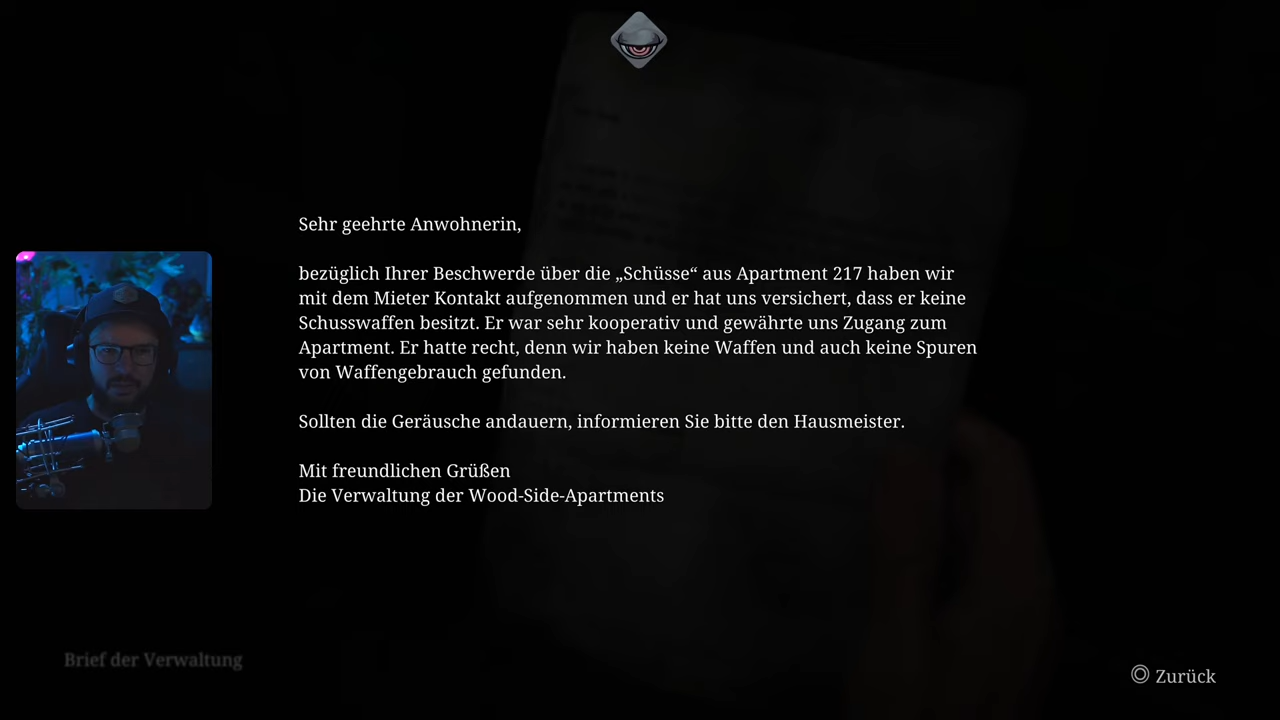 Sehr geehrte Anwohnerin,
bezüglich Ihrer Beschwerde über die „Schüsse“ aus Apartment 217 haben wir
mit dem Mieter Kontakt aufgenommen und er hat uns versichert, dass er keine
Schusswaffen besitzt. Er war sehr kooperativ und gewährte uns Zugang zum
Apartment. Er hatte recht, denn wir haben keine Waffen und auch keine Spuren
von Waffengebrauch gefunden.
Sollten die Geräusche andauern, informieren Sie bitte den Hausmeister.
Mit freundlichen Grüßen
Die Verwaltung der Wood-Side-Apartments
Brief der Verwaltung
Zurück